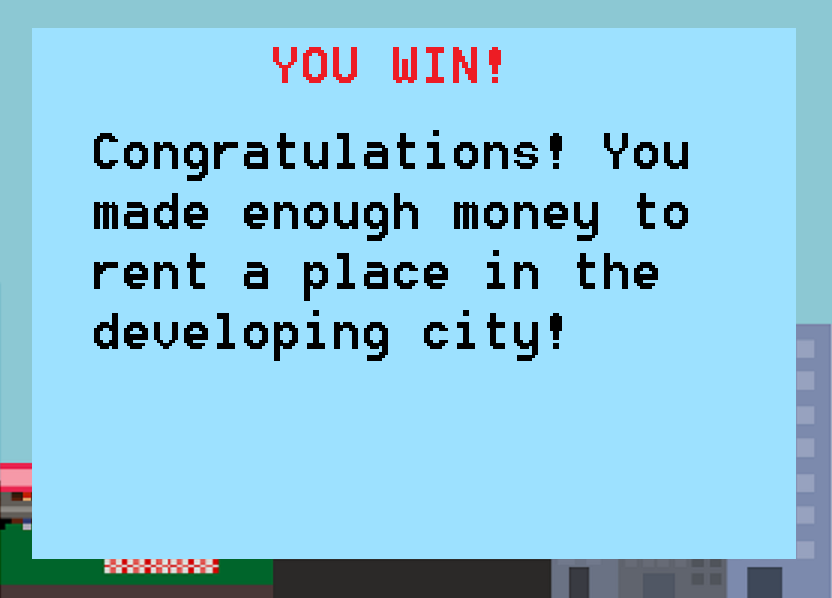 YOU WIN!
Congratulations! You
made enough money to
rent a place in the
developing city!